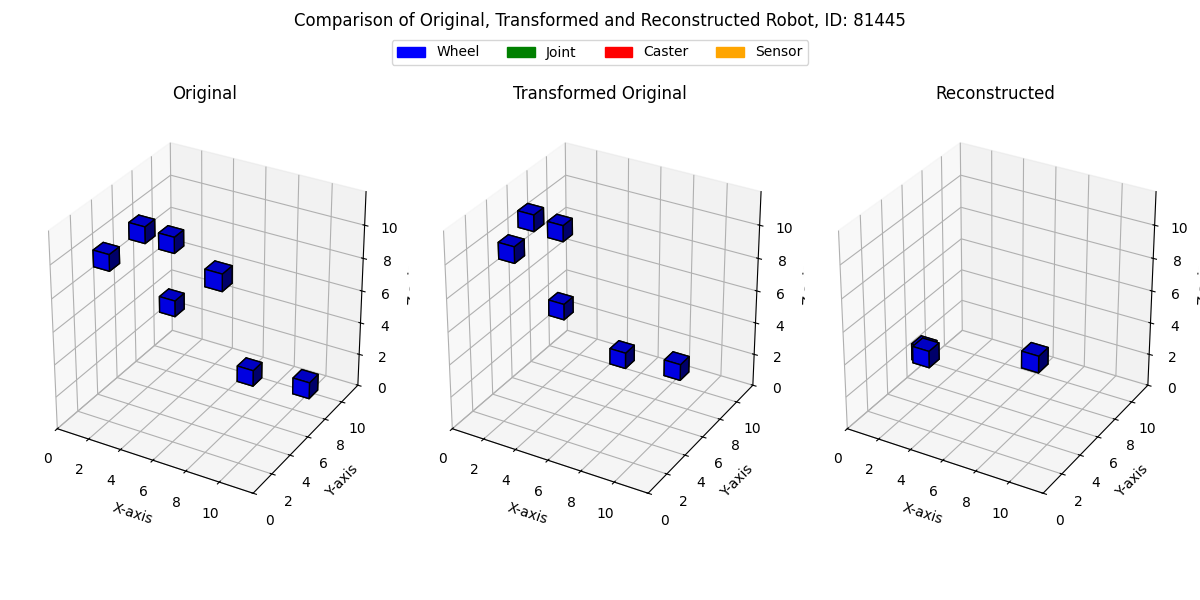 Comparison of Original, Transformed and Reconstructed Robot, ID: 81445
Wheel Joint Caster Sensor
Original
Transformed Original
Reconstructed
0 2 4 6 8 10
X-axis
0 2 4 6 8 10
Y-axis
0 2 4 6 8 10
0 2 4 6 8 10
X-axis
0 2 4 6 8 10
Y-axis
0 2 4 6 8 10
0 2 4 6 8 10
X-axis
0 2 4 6 8 10
Y-axis
0 2 4 6 8 10